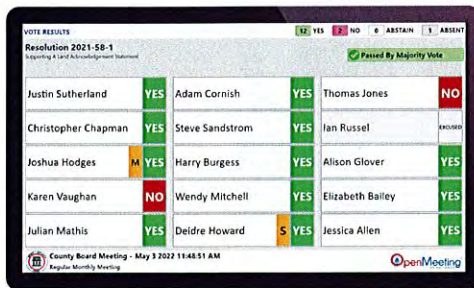 VOTE RESULTS 12 YES 2 NO 0 ABSTAIN 1 ABSENT
Resolution 2021-58-1
Supporting A Land Acknowledgement Statement
Passed By Majority Vote
Justin Sutherland YES Adam Cornish YES Thomas Jones NO
Christopher Chapman YES Steve Sandstrom YES Ian Russel EXCUSED
Joshua Hodges M YES Harry Burgess YES Alison Glover YES
Karen Vaughan NO Wendy Mitchell YES Elizabeth Bailey YES
Julian Mathis YES Deidre Howard S YES Jessica Allen YES
County Board Meeting - May 3 2022 11:48:51 AM
Regular Monthly Meeting
OpenMeeting